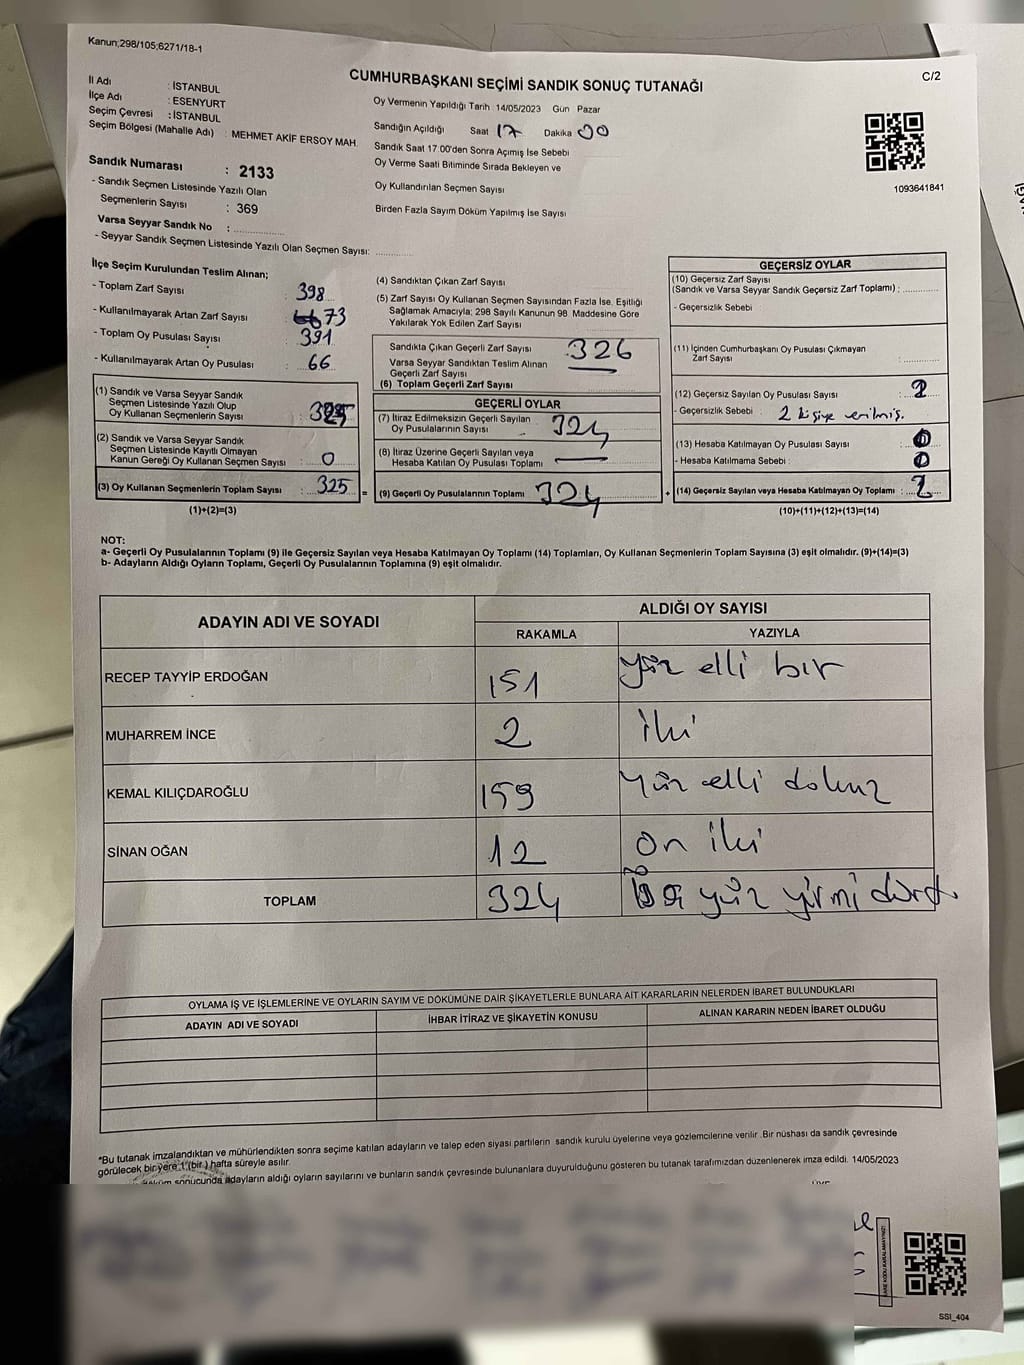 Kanun;298/105;6271/18-1
CUMHURBAŞKANI SEÇİMİ SANDIK SONUÇ TUTANAĞI
C/2
İl Adı : İSTANBUL
İlçe Adı : ESENYURT
Seçim Çevresi : İSTANBUL
Seçim Bölgesi (Mahalle Adı) : MEHMET AKİF ERSOY MAH.
Sandık Numarası : 2133
- Sandık Seçmen Listesinde Yazılı Olan
Seçmenlerin Sayısı : 369
Varsa Seyyar Sandık No :
- Seyyar Sandık Seçmen Listesinde Yazılı Olan Seçmen Sayısı:
Oy Vermenin Yapıldığı Tarih : 14/05/2023 Gün Pazar
Sandığın Açıldığı Saat 17 Dakika 00
Sandık Saat 17.00'den Sonra Açımış İse Sebebi
Oy Verme Saati Bitiminde Sırada Bekleyen ve
Oy Kullandırılan Seçmen Sayısı
Birden Fazla Sayım Döküm Yapılmış İse Sayısı
1093641841
İlçe Seçim Kurulundan Teslim Alınan;
- Toplam Zarf Sayısı : 398
- Kullanılmayarak Artan Zarf Sayısı : 73
- Toplam Oy Pusulası Sayısı : 391
- Kullanılmayarak Artan Oy Pusulası : 66
(1) Sandık ve Varsa Seyyar Sandık
Seçmen Listesinde Yazılı Olup
Oy Kullanan Seçmenlerin Sayısı : 325
(2) Sandık ve Varsa Seyyar Sandık
Seçmen Listesinde Kayıtlı Olmayan
Kanun Gereği Oy Kullanan Seçmen Sayısı : 0
(3) Oy Kullanan Seçmenlerin Toplam Sayısı : 325 =
(1)+(2)=(3)
(4) Sandıktan Çıkan Zarf Sayısı
(5) Zarf Sayısı Oy Kullanan Seçmen Sayısından Fazla İse, Eşitliği
Sağlamak Amacıyla; 298 Sayılı Kanunun 98. Maddesine Göre
Yakılarak Yok Edilen Zarf Sayısı
Sandıkta Çıkan Geçerli Zarf Sayısı 326
Varsa Seyyar Sandıktan Teslim Alınan
Geçerli Zarf Sayısı
(6) Toplam Geçerli Zarf Sayısı
GEÇERLİ OYLAR
(7) İtiraz Edilmeksizin Geçerli Sayılan
Oy Pusulalarının Sayısı 324
(8) İtiraz Üzerine Geçerli Sayılan veya
Hesaba Katılan Oy Pusulası Toplamı
(9) Geçerli Oy Pusulalarının Toplamı 324 +
GEÇERSİZ OYLAR
(10) Geçersiz Zarf Sayısı
(Sandık ve Varsa Seyyar Sandık Geçersiz Zarf Toplamı) :
- Geçersizlik Sebebi
(11) İçinden Cumhurbaşkanı Oy Pusulası Çıkmayan
Zarf Sayısı :
(12) Geçersiz Sayılan Oy Pusulası Sayısı : 2
- Geçersizlik Sebebi : 2 kişiye verilmiş.
(13) Hesaba Katılmayan Oy Pusulası Sayısı : 0
- Hesaba Katılmama Sebebi : 0
(14) Geçersiz Sayılan veya Hesaba Katılmayan Oy Toplamı : 2
(10)+(11)+(12)+(13)=(14)
NOT:
a- Geçerli Oy Pusulalarının Toplamı (9) ile Geçersiz Sayılan veya Hesaba Katılmayan Oy Toplamı (14) Toplamları, Oy Kullanan Seçmenlerin Toplam Sayısına (3) eşit olmalıdır. (9)+(14)=(3)
b- Adayların Aldığı Oyların Toplamı, Geçerli Oy Pusulalarının Toplamına (9) eşit olmalıdır.
ADAYIN ADI VE SOYADI
ALDIĞI OY SAYISI
RAKAMLA YAZIYLA
RECEP TAYYİP ERDOĞAN 151 yüz elli bir
MUHARREM İNCE 2 iki
KEMAL KILIÇDAROĞLU 159 yüz elli dokuz
SİNAN OĞAN 12 on iki
TOPLAM 324 yüz yirmi dört
OYLAMA İŞ VE İŞLEMLERİNE VE OYLARIN SAYIM VE DÖKÜMÜNE DAİR ŞİKAYETLERLE BUNLARA AİT KARARLARIN NELERDEN İBARET BULUNDUKLARI
ADAYIN ADI VE SOYADI İHBAR İTİRAZ VE ŞİKAYETİN KONUSU ALINAN KARARIN NEDEN İBARET OLDUĞU
*Bu tutanak imzalandıktan ve mühürlendikten sonra seçime katılan adayların ve talep eden siyasi partilerin sandık kurulu üyelerine veya gözlemcilerine verilir. Bir nüshası da sandık çevresinde
görülecek bir yere 1 (bir ) hafta süreyle asılır.
sonucunda adayların aldığı oyların sayılarını ve bunların sandık çevresinde bulunanlara duyurulduğunu gösteren bu tutanak tarafımızdan düzenlenerek imza edildi. 14/05/2023
SSI_404